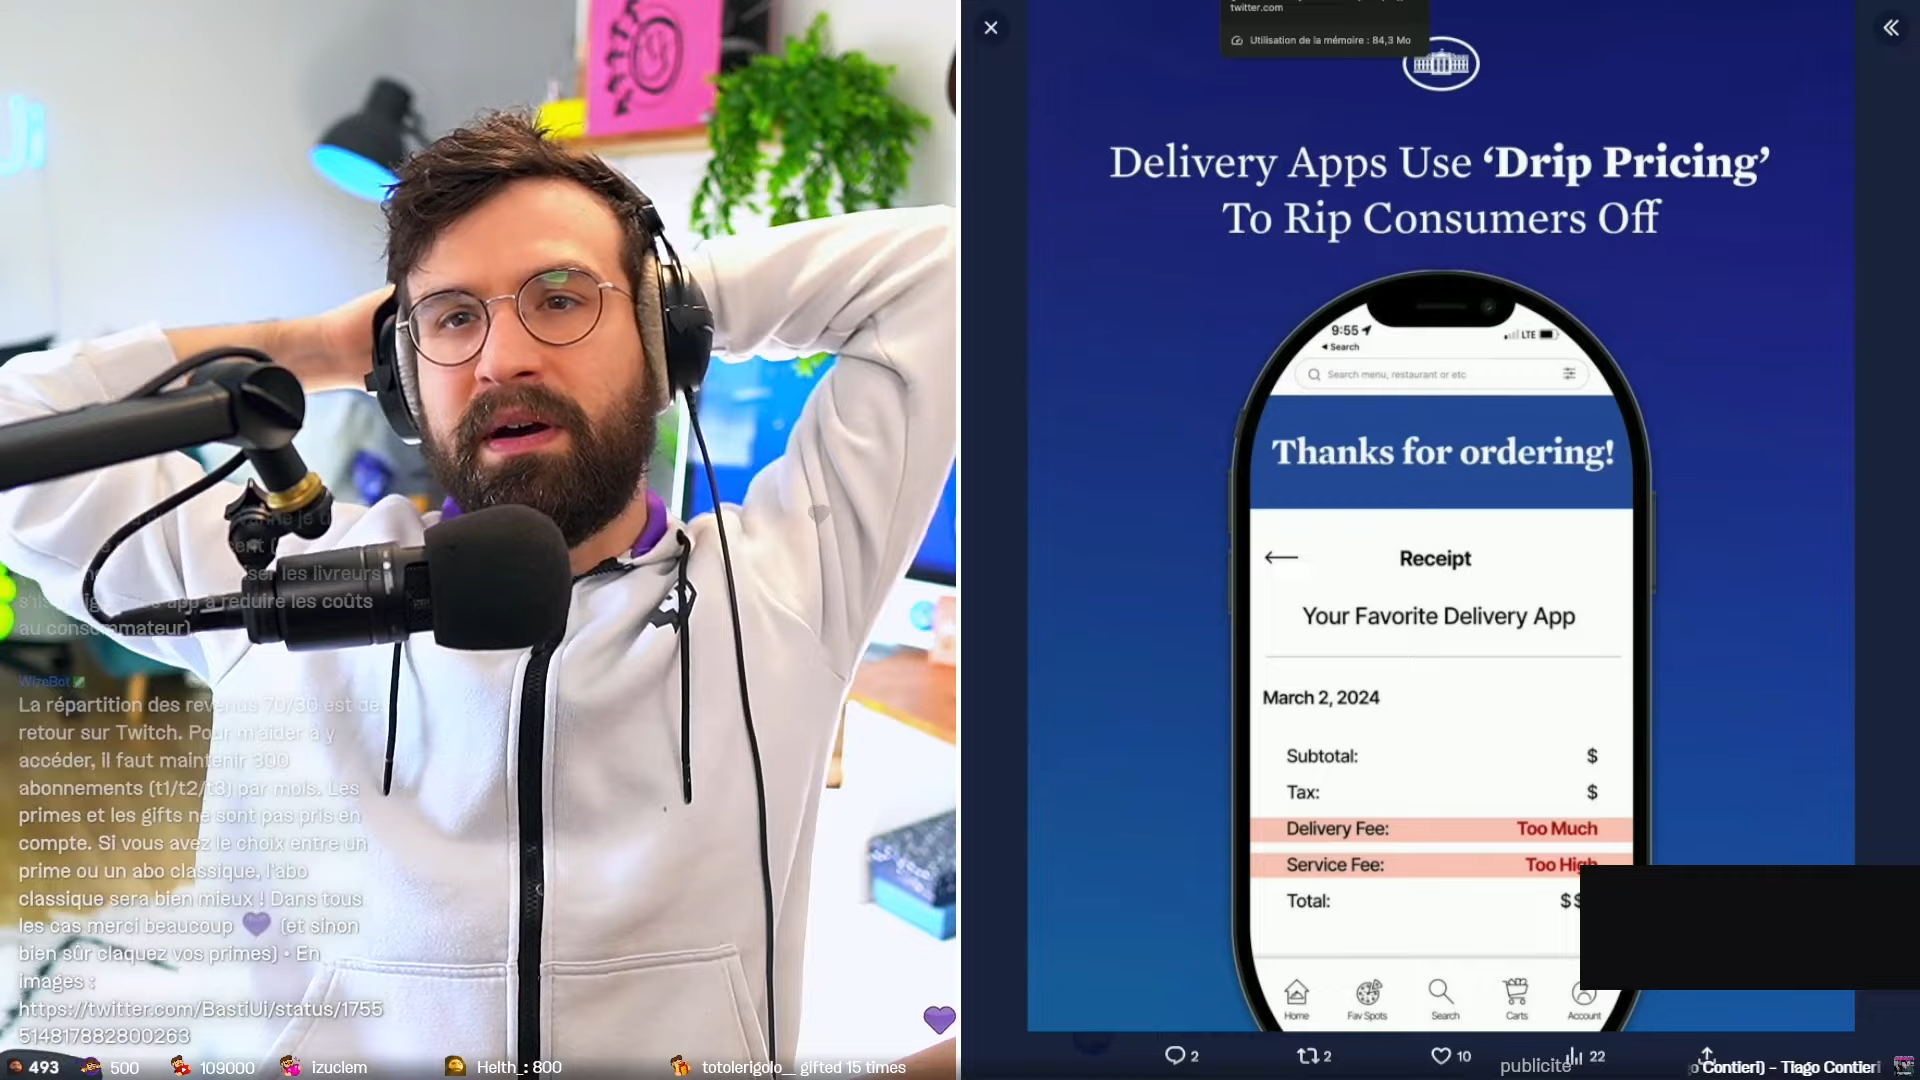 au consommateur)
WizeBot
La répartition des revenus 70/30 est de
retour sur Twitch. Pour m'aider à y
accéder, il faut maintenir 300
abonnements (t1/t2/t3) par mois. Les
primes et les gifts ne sont pas pris en
compte. Si vous avez le choix entre un
prime ou un abo classique, l'abo
classique sera bien mieux ! Dans tous
les cas merci beaucoup 💜 (et sinon
bien sûr claquez vos primes) • En
images :
https://twitter.com/BastiUi/status/1755
514817882800263
493
500
109000
izuclem
Helth_: 800
totolerigolo__ gifted 15 times
twitter.com
Utilisation de la mémoire : 84,3 Mo
Delivery Apps Use ‘Drip Pricing’
To Rip Consumers Off
9:55
LTE
Search
Search menu, restaurant or etc
Thanks for ordering!
Receipt
Your Favorite Delivery App
March 2, 2024
Subtotal: $
Tax: $
Delivery Fee: Too Much
Service Fee: Too High
Total: $
Home
Fav Spots
Search
Carts
Account
2
2
10
22
publicité
Contieri) - Tiago Contieri